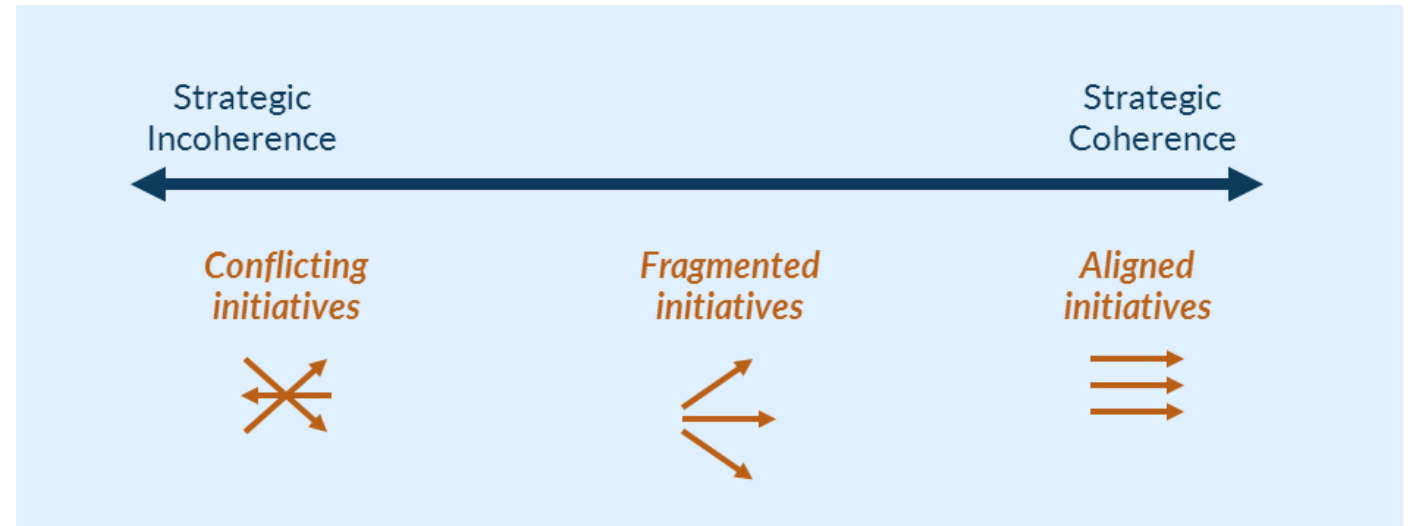 Strategic
Incoherence
Strategic
Coherence
Conflicting
initiatives
Fragmented
initiatives
Aligned
initiatives